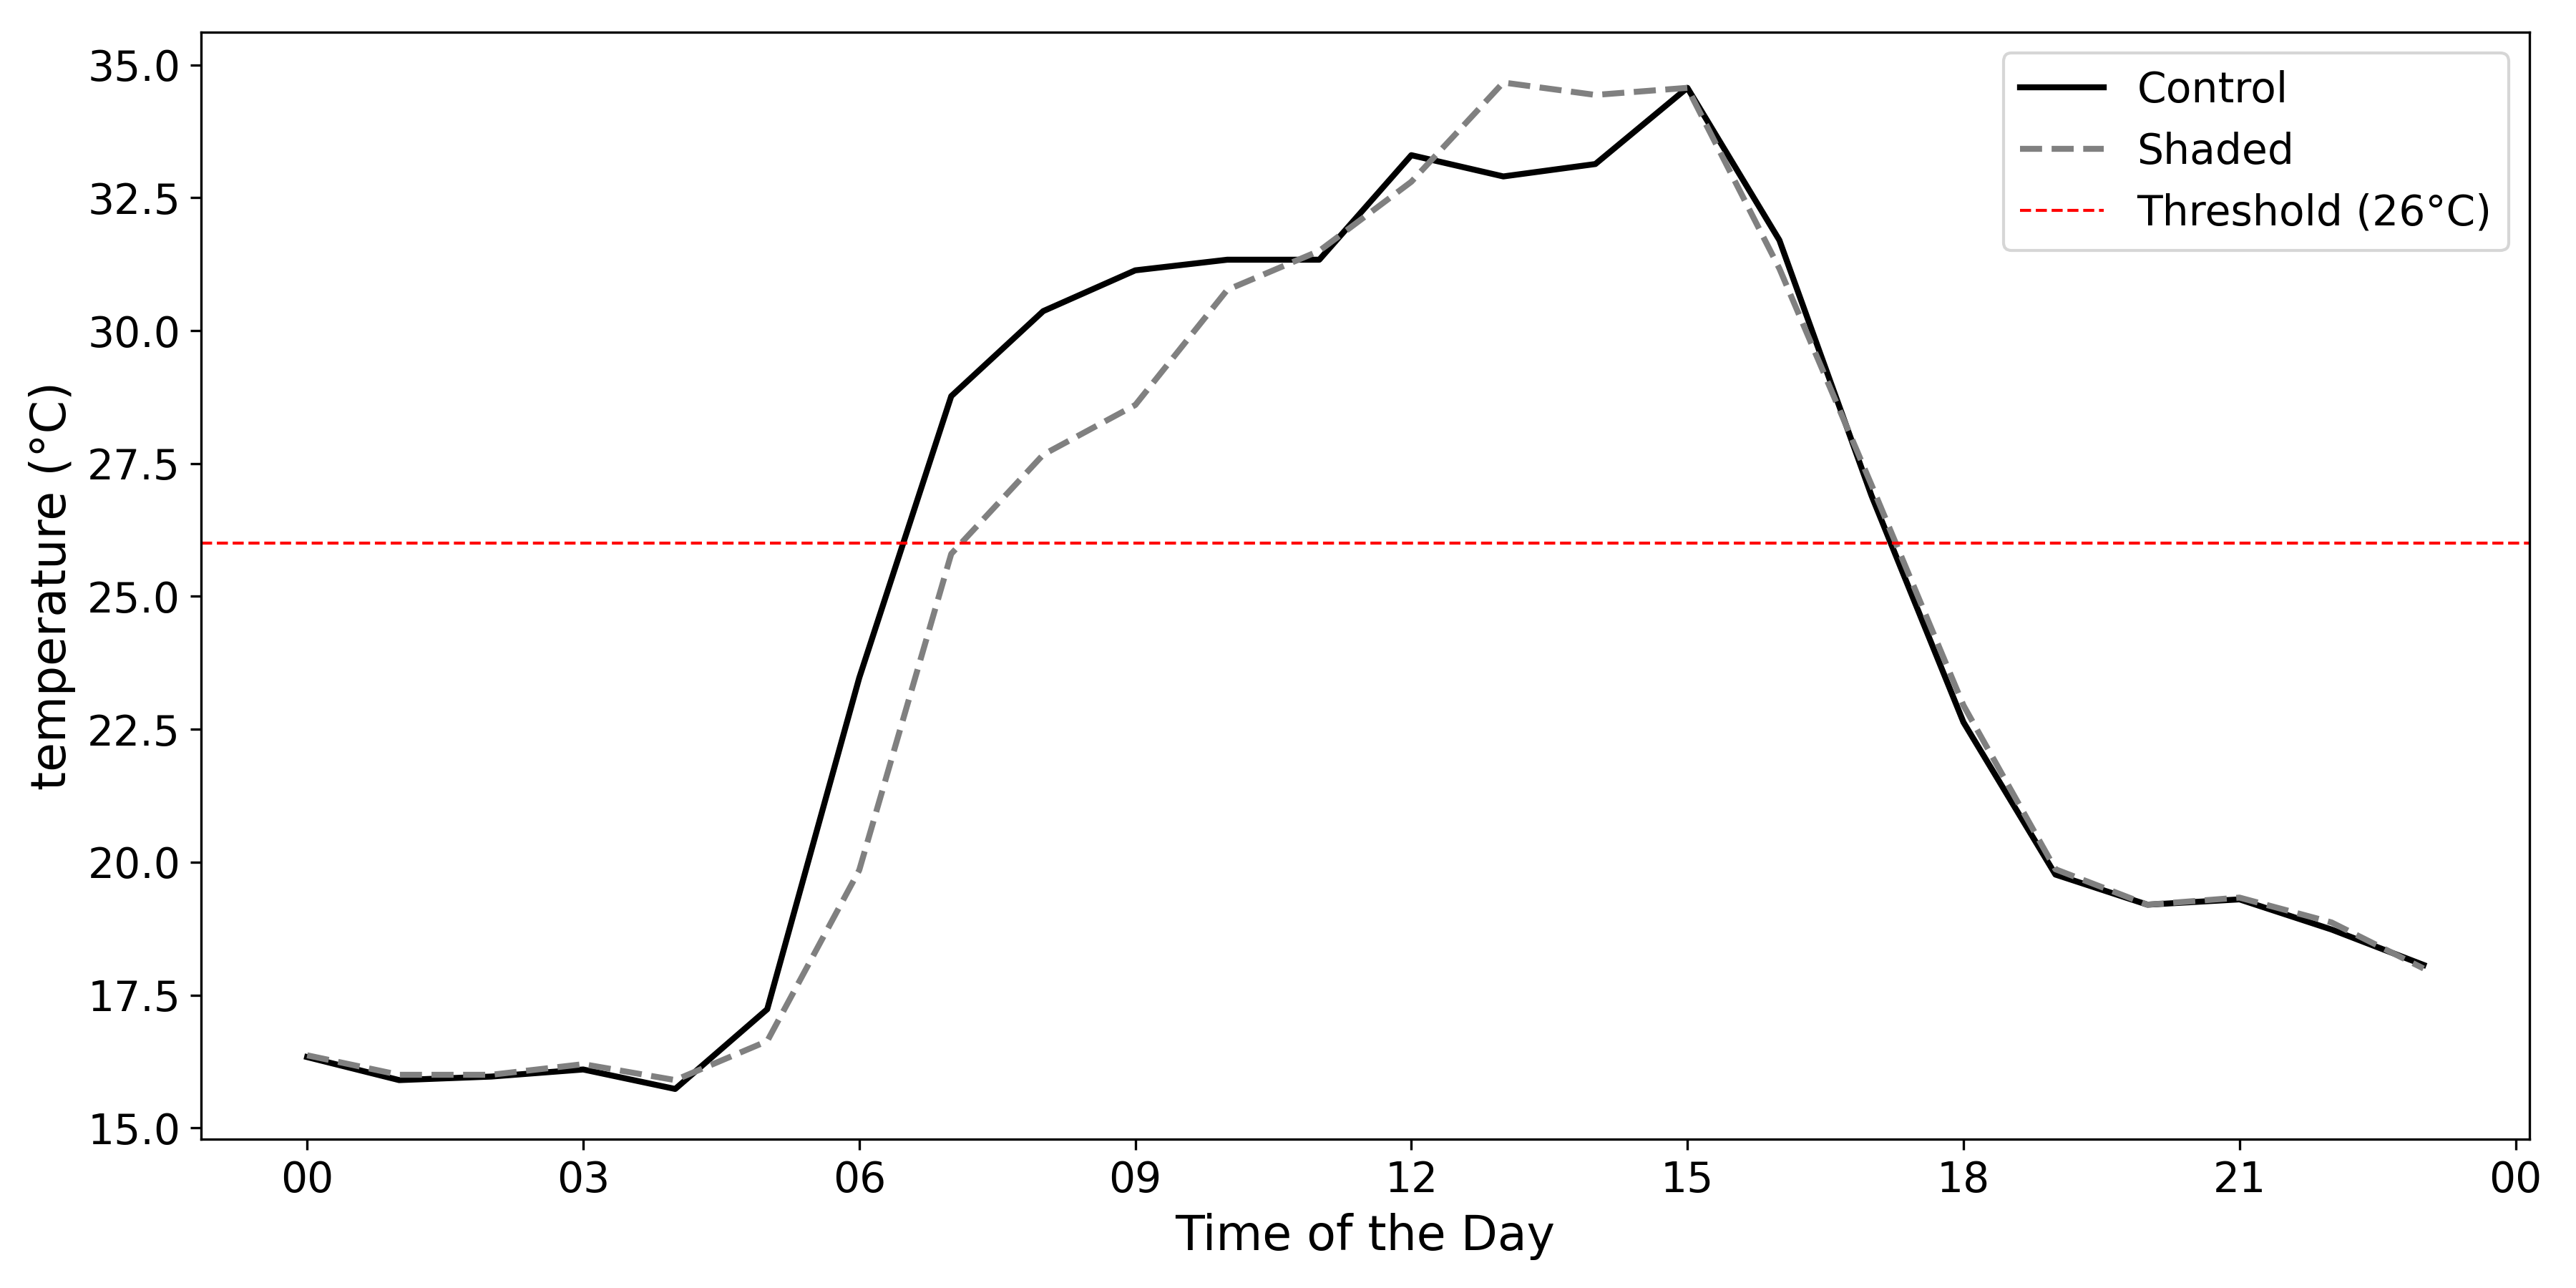 35.0
32.5
30.0
27.5
25.0
22.5
20.0
17.5
15.0
temperature (°C)
Control
Shaded
Threshold (26°C)
00 03 06 09 12 15 18 21 00
Time of the Day